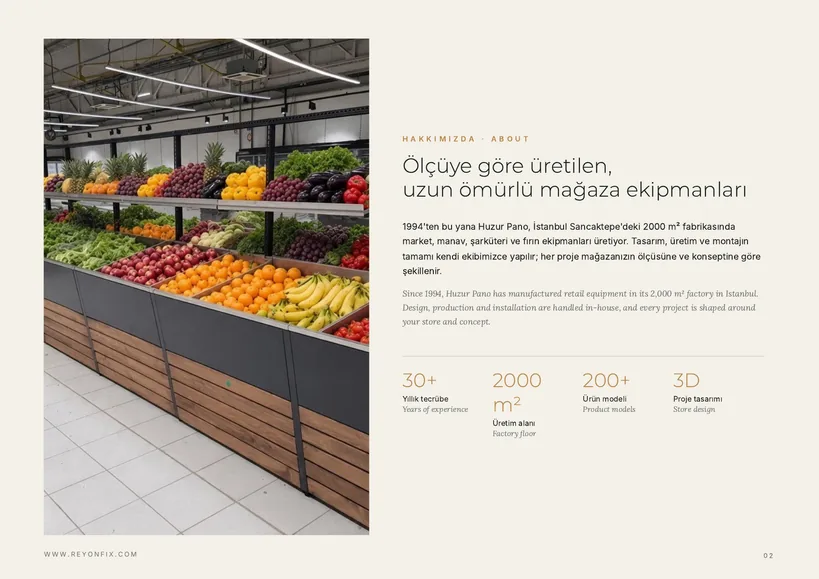 HAKKIMIZDA · ABOUT
Ölçüye göre üretilen,
uzun ömürlü mağaza ekipmanları
1994'ten bu yana Huzur Pano, İstanbul Sancaktepe'deki 2000 m² fabrikasında
market, manav, şarküteri ve fırın ekipmanları üretiyor. Tasarım, üretim ve montajın
tamamı kendi ekibimizce yapılır; her proje mağazanızın ölçüsüne ve konseptine göre
şekillenir.
Since 1994, Huzur Pano has manufactured retail equipment in its 2,000 m² factory in Istanbul.
Design, production and installation are handled in-house, and every project is shaped around
your store and concept.
30+
Yıllık tecrübe
Years of experience
2000
m²
Üretim alanı
Factory floor
200+
Ürün modeli
Product models
3D
Proje tasarımı
Store design
WWW.REYONFIX.COM
02